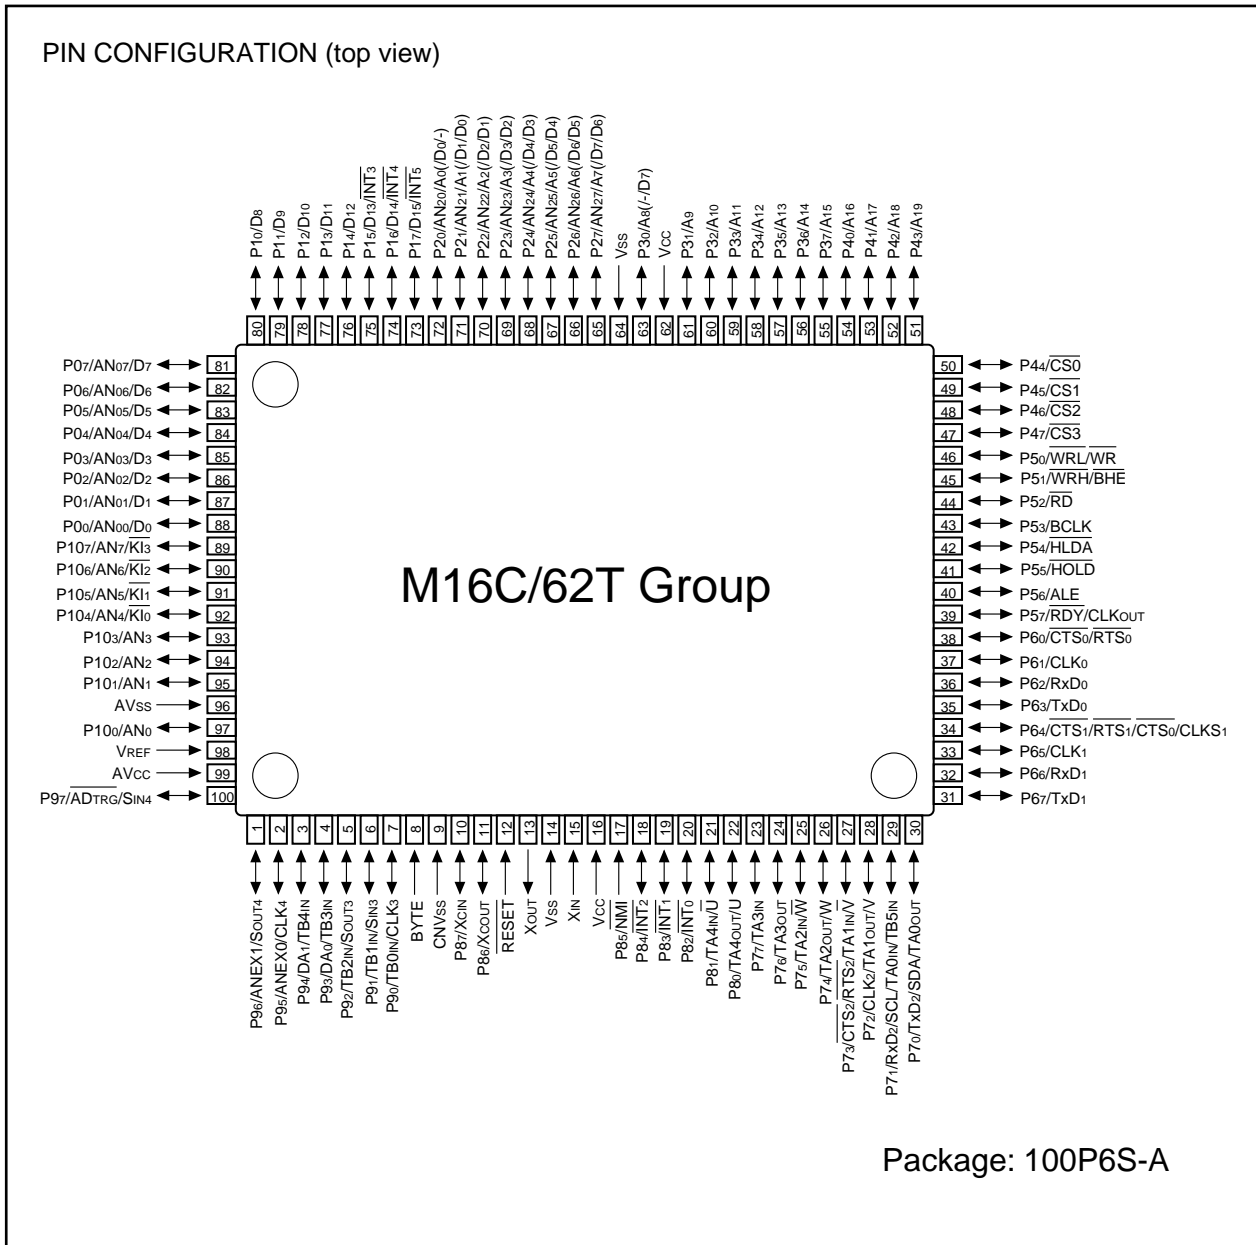 PIN CONFIGURATION (top view)
P10/D8
P11/D9
P12/D10
P13/D11
P14/D12
P15/D13/INT3
P16/D14/INT4
P17/D15/INT5
P20/AN20/A0(/D0/-)
P21/AN21/A1(/D1/D0)
P22/AN22/A2(/D2/D1)
P23/AN23/A3(/D3/D2)
P24/AN24/A4(/D4/D3)
P25/AN25/A5(/D5/D4)
P26/AN26/A6(/D6/D5)
P27/AN27/A7(/D7/D6)
Vss
P30/A8(/-/D7)
Vcc
P31/A9
P32/A10
P33/A11
P34/A12
P35/A13
P36/A14
P37/A15
P40/A16
P41/A17
P42/A18
P43/A19
80 79 78 77 76 75 74 73 72 71 70 69 68 67 66 65 64 63 62 61 60 59 58 57 56 55 54 53 52 51
P07/AN07/D7 81
P06/AN06/D6 82
P05/AN05/D5 83
P04/AN04/D4 84
P03/AN03/D3 85
P02/AN02/D2 86
P01/AN01/D1 87
P00/AN00/D0 88
P107/AN7/KI3 89
P106/AN6/KI2 90
P105/AN5/KI1 91
P104/AN4/KI0 92
P103/AN3 93
P102/AN2 94
P101/AN1 95
AVss 96
P100/AN0 97
VREF 98
AVcc 99
P97/ADTRG/SIN4 100
M16C/62T Group
50 P44/CS0
49 P45/CS1
48 P46/CS2
47 P47/CS3
46 P50/WRL/WR
45 P51/WRH/BHE
44 P52/RD
43 P53/BCLK
42 P54/HLDA
41 P55/HOLD
40 P56/ALE
39 P57/RDY/CLKOUT
38 P60/CTS0/RTS0
37 P61/CLK0
36 P62/RxD0
35 P63/TxD0
34 P64/CTS1/RTS1/CTS0/CLKS1
33 P65/CLK1
32 P66/RxD1
31 P67/TxD1
1 2 3 4 5 6 7 8 9 10 11 12 13 14 15 16 17 18 19 20 21 22 23 24 25 26 27 28 29 30
P96/ANEX1/SOUT4
P95/ANEX0/CLK4
P94/DA1/TB4IN
P93/DA0/TB3IN
P92/TB2IN/SOUT3
P91/TB1IN/SIN3
P90/TB0IN/CLK3
BYTE
CNVss
P87/XCIN
P86/XCOUT
RESET
XOUT
Vss
XIN
Vcc
P85/NMI
P84/INT2
P83/INT1
P82/INT0
P81/TA4IN/U
P80/TA4OUT/U
P77/TA3IN
P76/TA3OUT
P75/TA2IN/W
P74/TA2OUT/W
P73/CTS2/RTS2/TA1IN/V
P72/CLK2/TA1OUT/V
P71/RxD2/SCL/TA0IN/TB5IN
P70/TxD2/SDA/TA0OUT
Package: 100P6S-A